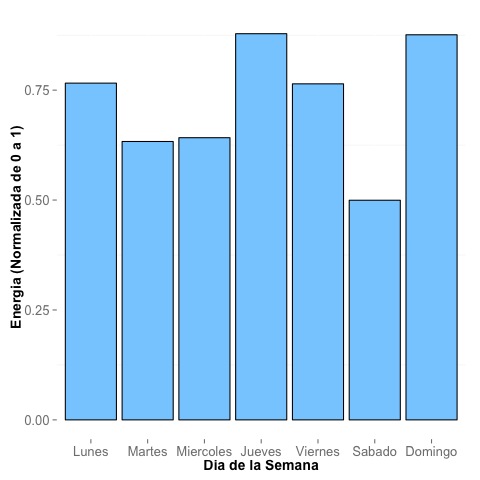 Energia (Normalizada de 0 a 1)
0.75
0.50
0.25
0.00
Lunes Martes Miercoles Jueves Viernes Sabado Domingo
Dia de la Semana